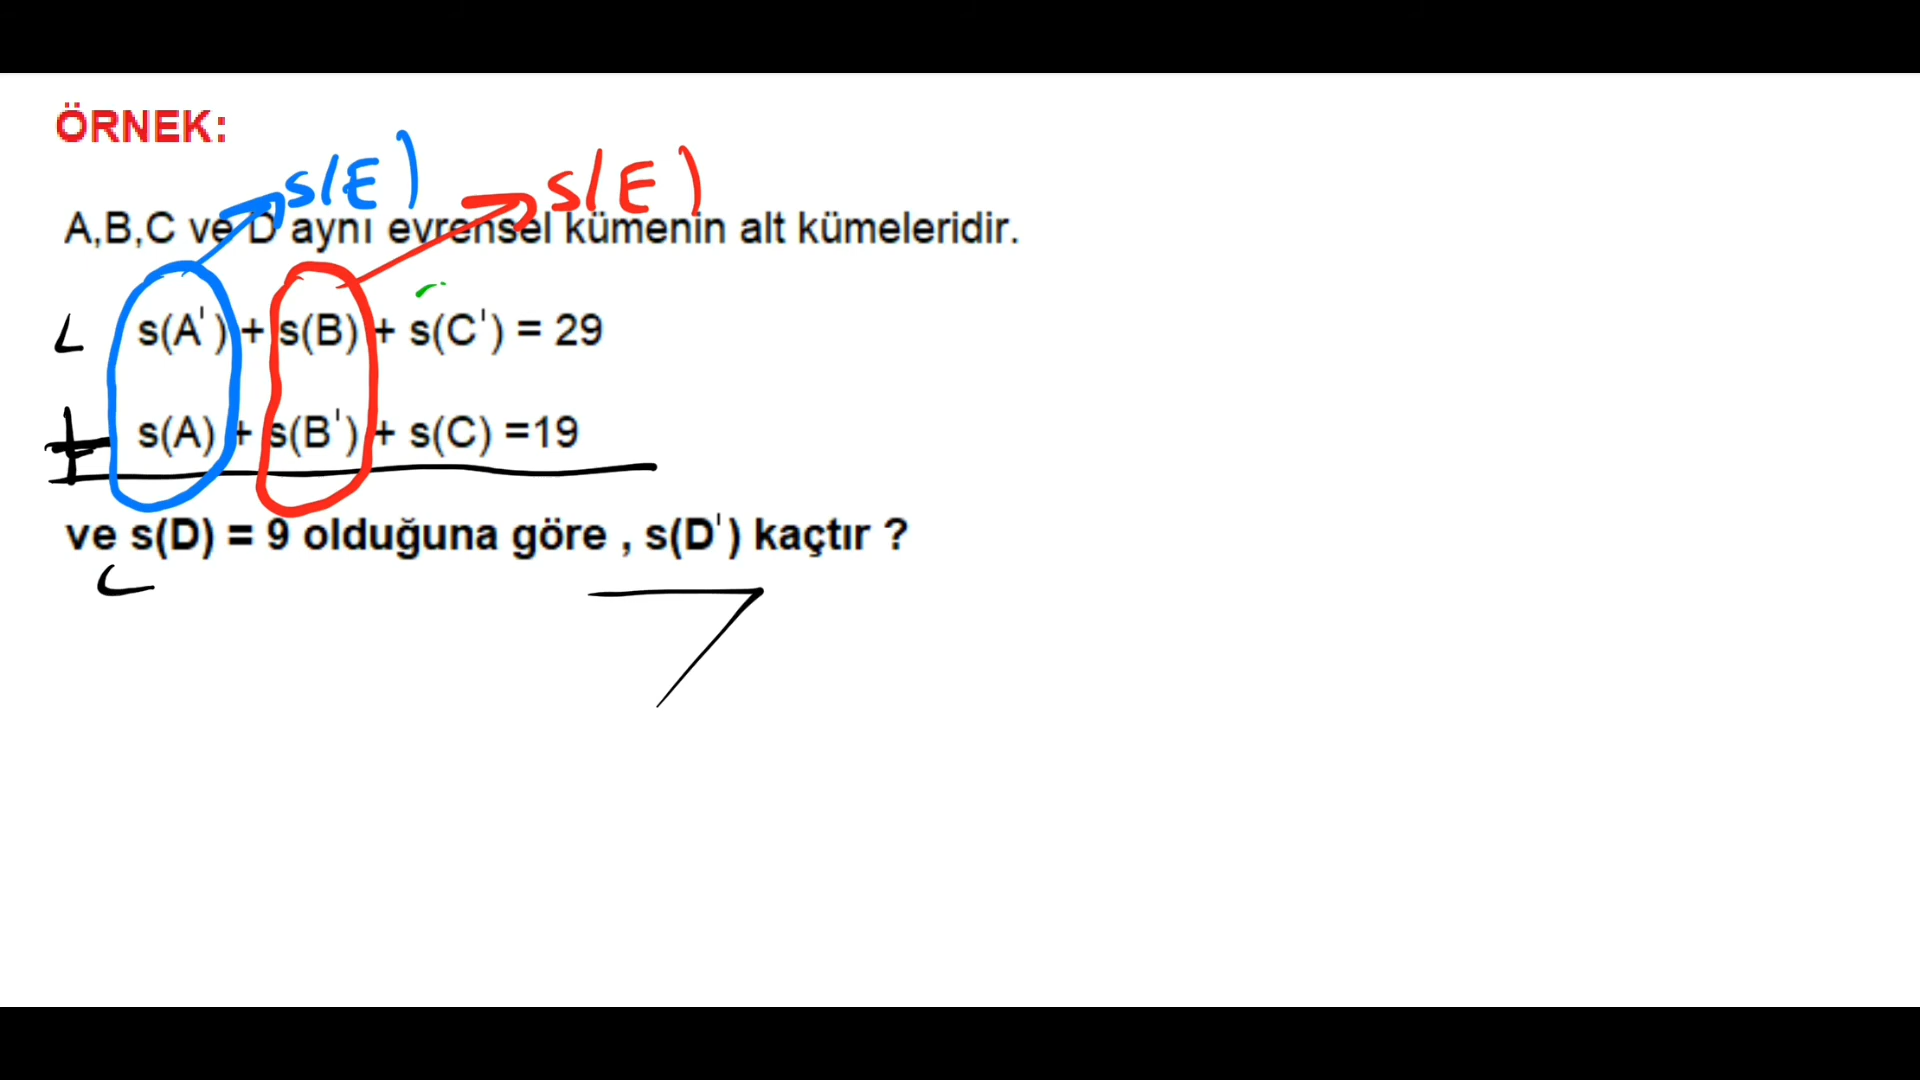 ÖRNEK:
s(E) s(E)
A,B,C ve D aynı evrensel kümenin alt kümeleridir.
s(A') + s(B) + s(C') = 29
+ s(A) + s(B') + s(C) =19
ve s(D) = 9 olduğuna göre , s(D') kaçtır ?